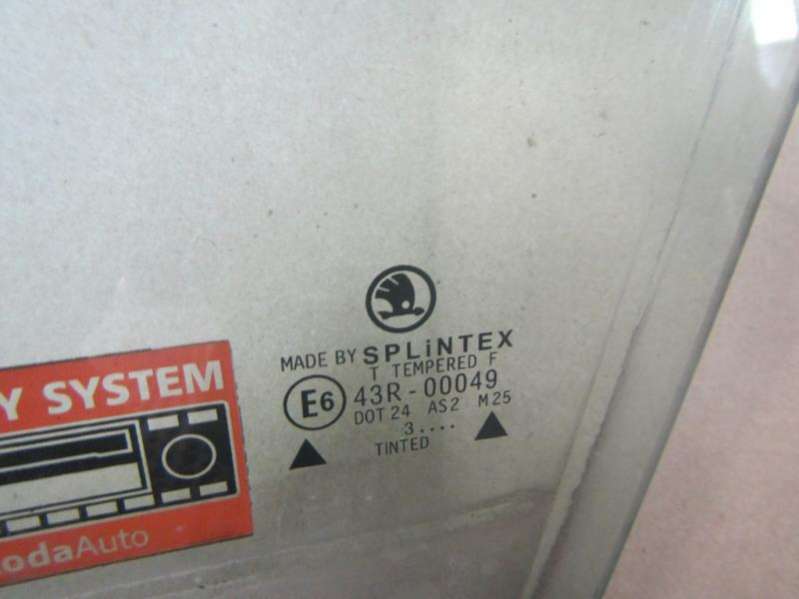 MADE BY SPLiNTEX
T TEMPERED F
E6 43R-00049
DOT 24 AS2 M25
3....
TINTED
Y SYSTEM
odaAuto